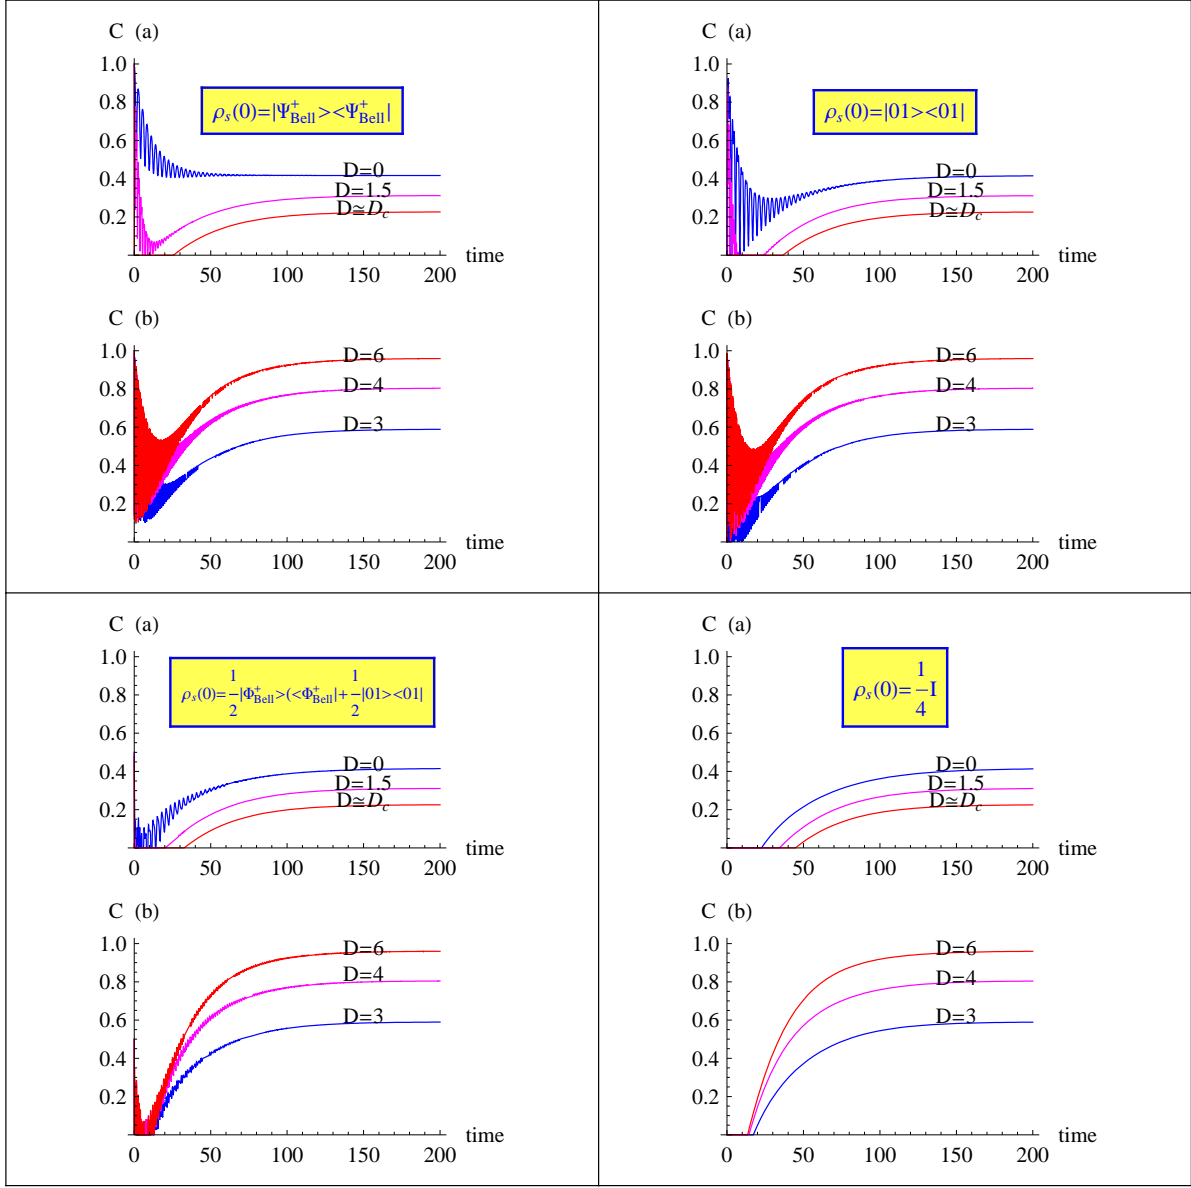 C (a)
1.0
0.8
0.6
0.4
0.2
ρₛ(0)=|Ψ⁺Bell><Ψ⁺Bell|
D=0
D=1.5
D≅D꜀
time
0 50 100 150 200
C (b)
1.0
0.8
0.6
0.4
0.2
D=6
D=4
D=3
time
0 50 100 150 200
C (a)
1.0
0.8
0.6
0.4
0.2
ρₛ(0)=|01><01|
D=0
D=1.5
D≅D꜀
time
0 50 100 150 200
C (b)
1.0
0.8
0.6
0.4
0.2
D=6
D=4
D=3
time
0 50 100 150 200
C (a)
1.0
0.8
0.6
0.4
0.2
ρₛ(0)=1/2|Φ⁺Bell>(<Φ⁺Bell|+1/2|01><01|
D=0
D=1.5
D≅D꜀
time
0 50 100 150 200
C (b)
1.0
0.8
0.6
0.4
0.2
D=6
D=4
D=3
time
0 50 100 150 200
C (a)
1.0
0.8
0.6
0.4
0.2
ρₛ(0)=1/4I
D=0
D=1.5
D≅D꜀
time
0 50 100 150 200
C (b)
1.0
0.8
0.6
0.4
0.2
D=6
D=4
D=3
time
0 50 100 150 200